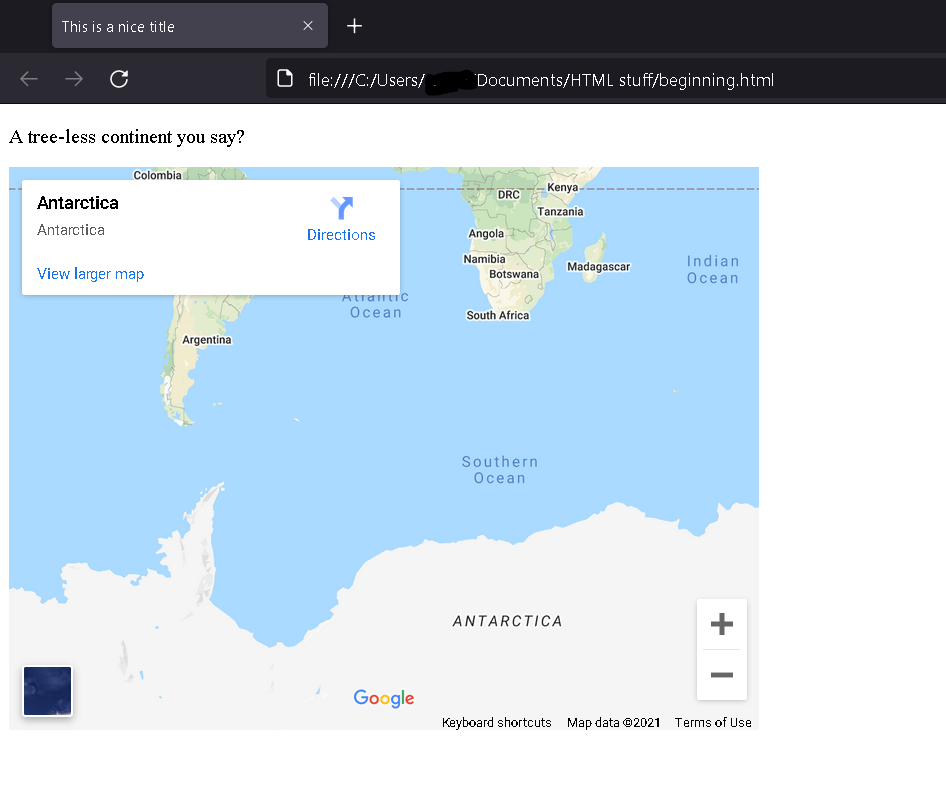 This is a nice title
file:///C:/Users/ /Documents/HTML stuff/beginning.html
A tree-less continent you say?
Colombia
Antarctica
Antarctica
Directions
View larger map
DRC
Kenya
Tanzania
Angola
Namibia
Botswana
Madagascar
Indian
Ocean
Atlantic
Ocean
South Africa
Argentina
Southern
Ocean
ANTARCTICA
Google
Keyboard shortcuts Map data ©2021 Terms of Use